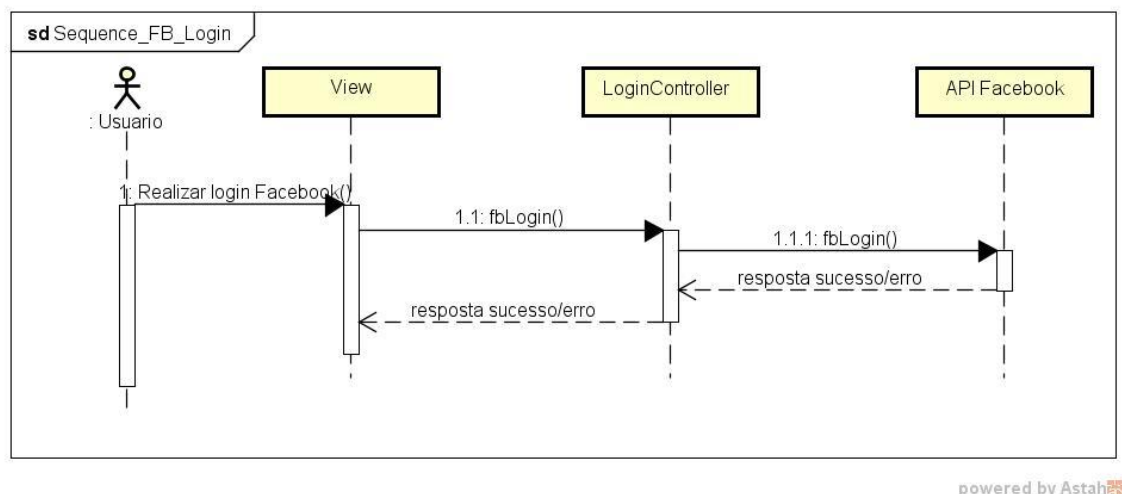 sd Sequence_FB_Login
: Usuario
View
LoginController
API Facebook
1: Realizar login Facebook()
1.1: fbLogin()
1.1.1: fbLogin()
resposta sucesso/erro
resposta sucesso/erro
powered by Astah